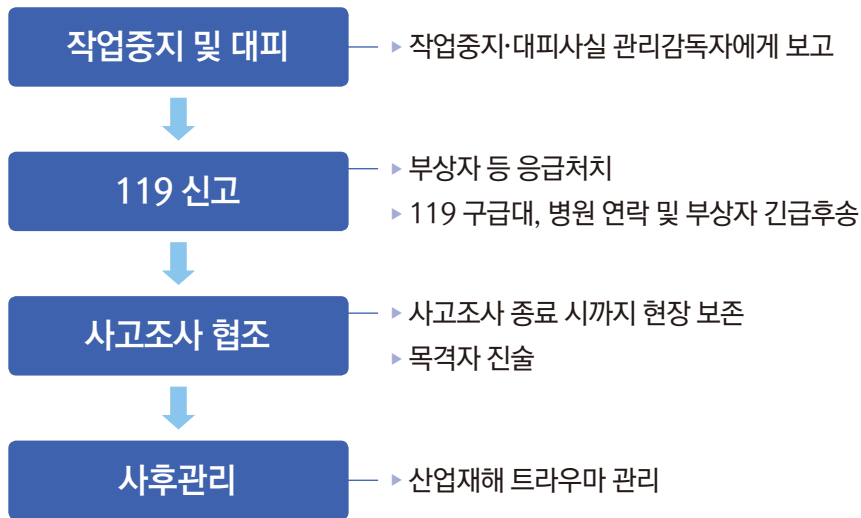 작업중지 및 대피
▸ 작업중지·대피사실 관리감독자에게 보고
119 신고
▸ 부상자 등 응급처치
▸ 119 구급대, 병원 연락 및 부상자 긴급후송
사고조사 협조
▸ 사고조사 종료 시까지 현장 보존
▸ 목격자 진술
사후관리
▸ 산업재해 트라우마 관리